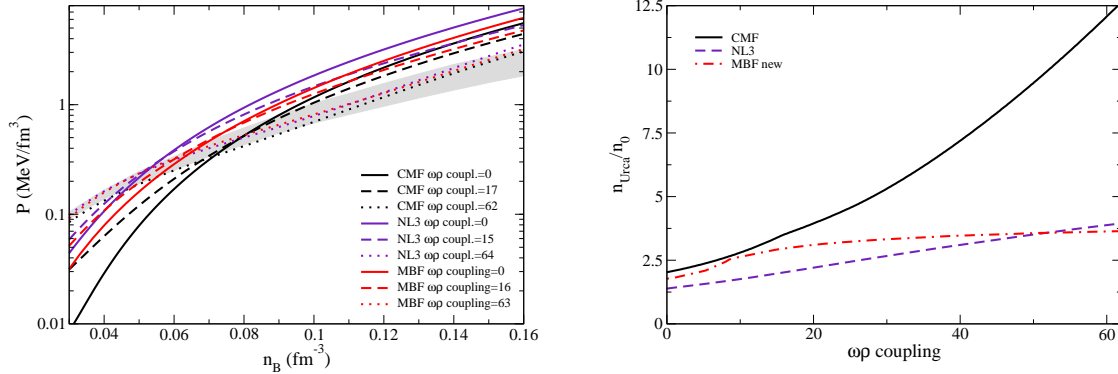 P (MeV/fm³)
10
1
0.1
0.01
0.04
0.06
0.08
0.1
0.12
0.14
0.16
n_B (fm⁻³)
CMF ωρ coupl.=0
CMF ωρ coupl.=17
CMF ωρ coupl.=62
NL3 ωρ coupl.=0
NL3 ωρ coupl.=15
NL3 ωρ coupl.=64
MBF ωρ coupling=0
MBF ωρ coupling=16
MBF ωρ coupling=63
n_Urca/n_0
12.5
10
7.5
5
2.5
0
0
20
40
60
ωρ coupling
CMF
NL3
MBF new